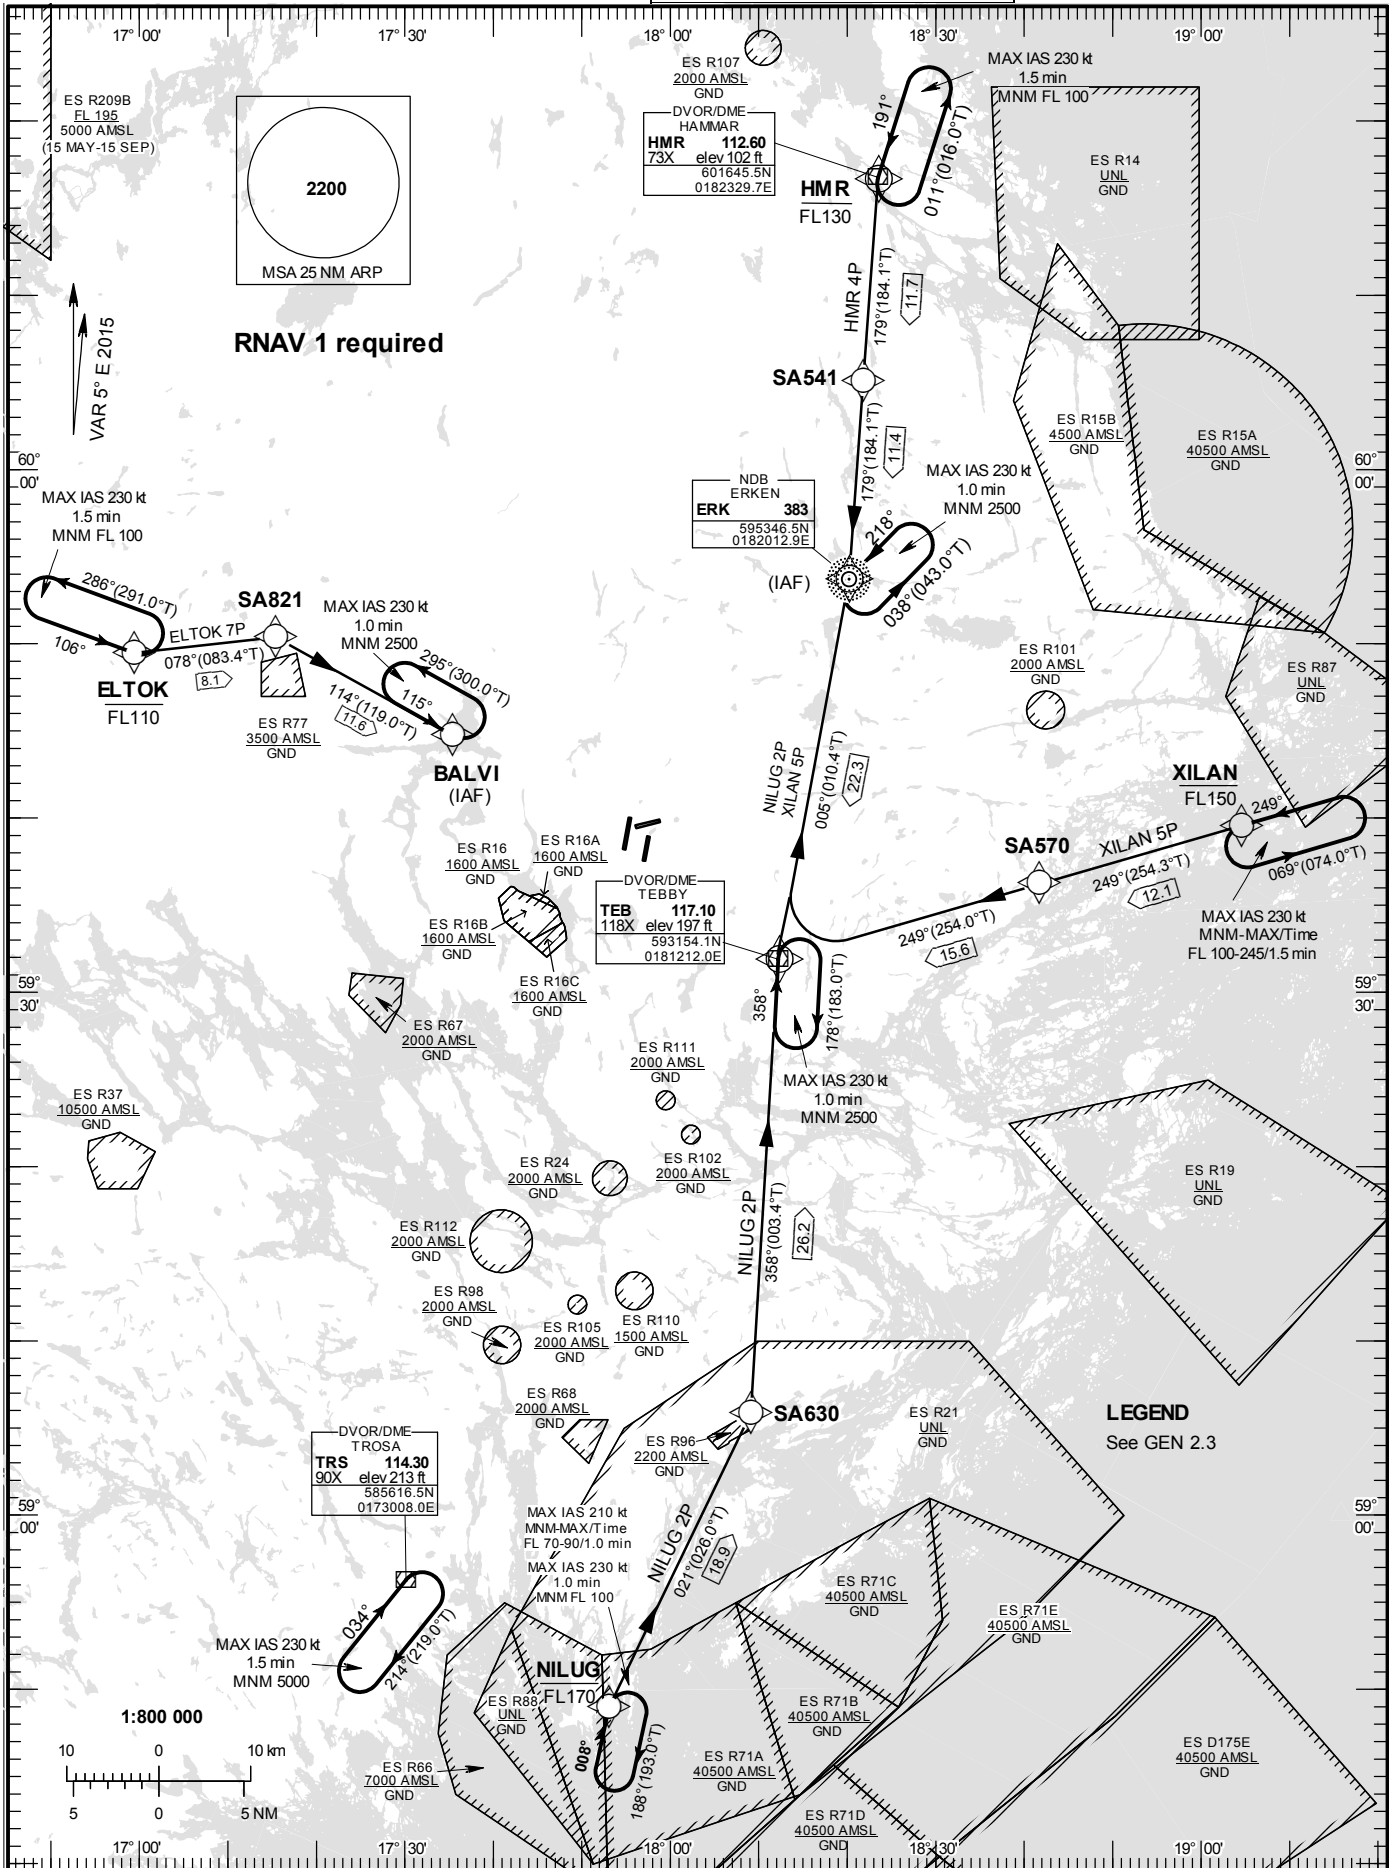 17° 00'
17° 30'
18° 00'
18° 30'
19° 00'
ES R209B
FL 195
5000 AMSL
(15 MAY-15 SEP)
2200
MSA 25 NM ARP
RNAV 1 required
VAR 5° E 2015
ES R107
2000 AMSL
GND
DVOR/DME
HAMMAR
HMR 112.60
73X elev 102 ft
601645.5N
0182329.7E
MAX IAS 230 kt
1.5 min
MNM FL 100
191°
011°(016.0°T)
HMR
FL130
ES R14
UNL
GND
HMR 4P
179°(184.1°T)
11.7
SA541
179°(184.1°T)
11.4
ES R15B
4500 AMSL
GND
ES R15A
40500 AMSL
GND
60°
00'
60°
00'
NDB
ERKEN
ERK 383
595346.5N
0182012.9E
MAX IAS 230 kt
1.0 min
MNM 2500
218°
038°(043.0°T)
(IAF)
MAX IAS 230 kt
1.5 min
MNM FL 100
286°(291.0°T)
106°
SA821
ELTOK 7P
078°(083.4°T)
8.1
ELTOK
FL110
MAX IAS 230 kt
1.0 min
MNM 2500
295°(300.0°T)
115°
114°(119.0°T)
11.6
ES R77
3500 AMSL
GND
BALVI
(IAF)
ES R101
2000 AMSL
GND
ES R87
UNL
GND
NILUG 2P
XILAN 5P
005°(010.4°T)
22.3
XILAN
FL150
249°
069°(074.0°T)
SA570
XILAN 5P
249°(254.3°T)
12.1
249°(254.0°T)
15.6
MAX IAS 230 kt
MNM-MAX/Time
FL 100-245/1.5 min
ES R16
1600 AMSL
GND
ES R16A
1600 AMSL
GND
ES R16B
1600 AMSL
GND
ES R16C
1600 AMSL
GND
DVOR/DME
TEBBY
TEB 117.10
118X elev 197 ft
593154.1N
0181212.0E
358°
178°(183.0°T)
MAX IAS 230 kt
1.0 min
MNM 2500
59°
30'
59°
30'
ES R67
2000 AMSL
GND
ES R111
2000 AMSL
GND
ES R37
10500 AMSL
GND
ES R24
2000 AMSL
GND
ES R102
2000 AMSL
GND
ES R19
UNL
GND
NILUG 2P
358°(003.4°T)
26.2
ES R112
2000 AMSL
GND
ES R98
2000 AMSL
GND
ES R105
2000 AMSL
GND
ES R110
1500 AMSL
GND
ES R68
2000 AMSL
GND
SA630
ES R96
2200 AMSL
GND
ES R21
UNL
GND
LEGEND
See GEN 2.3
DVOR/DME
TROSA
TRS 114.30
90X elev 213 ft
585616.5N
0173008.0E
59°
00'
59°
00'
MAX IAS 210 kt
MNM-MAX/Time
FL 70-90/1.0 min
MAX IAS 230 kt
1.0 min
MNM FL 100
NILUG 2P
021°(026.0°T)
18.9
ES R71C
40500 AMSL
GND
ES R71E
40500 AMSL
GND
034°
214°(219.0°T)
MAX IAS 230 kt
1.5 min
MNM 5000
NILUG
FL170
008°
188°(193.0°T)
ES R88
UNL
GND
ES R66
7000 AMSL
GND
ES R71B
40500 AMSL
GND
ES R71A
40500 AMSL
GND
ES R71D
40500 AMSL
GND
ES D175E
40500 AMSL
GND
1:800 000
10 0 10 km
5 0 5 NM
17° 00'
17° 30'
18° 00'
18° 30'
19° 00'